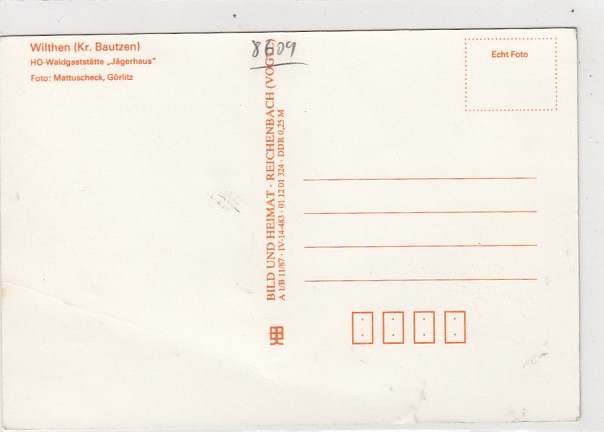 Wilthen (Kr. Bautzen)
HO-Waldgaststätte „Jägerhaus"
Foto: Mattuscheck, Görlitz
8609
Echt Foto
BILD UND HEIMAT · REICHENBACH (VOGTL)
A 1/B 11/87 · IV-14-483 · 01 12 01 324 · DDR 0,25 M